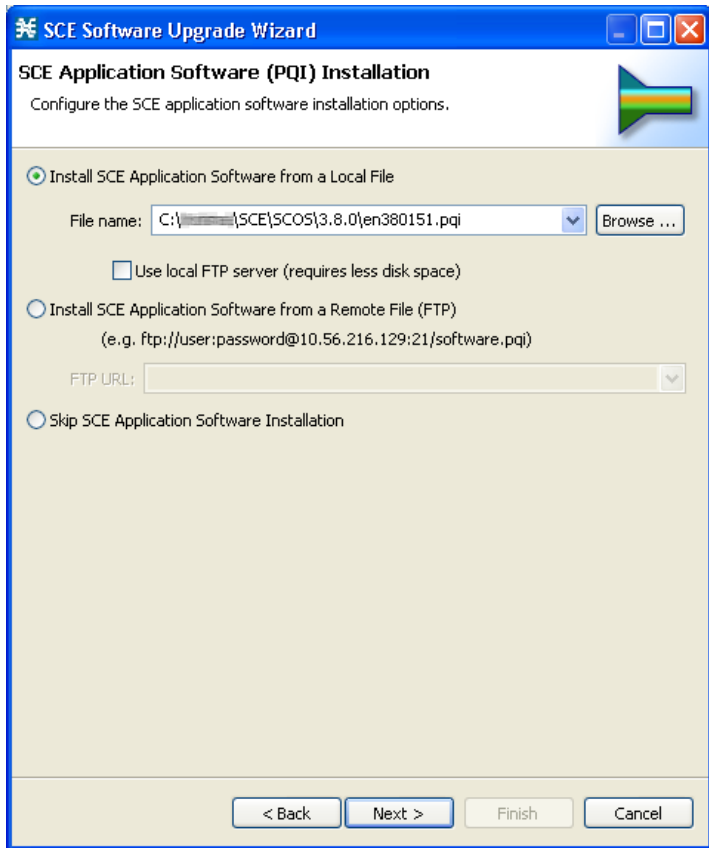 SCE Software Upgrade Wizard
SCE Application Software (PQI) Installation
Configure the SCE application software installation options.
Install SCE Application Software from a Local File
File name: C:\ \SCE\SCOS\3.8.0\en380151.pqi Browse ...
Use local FTP server (requires less disk space)
Install SCE Application Software from a Remote File (FTP)
(e.g. ftp://user:password@10.56.216.129:21/software.pqi)
FTP URL:
Skip SCE Application Software Installation
< Back Next > Finish Cancel